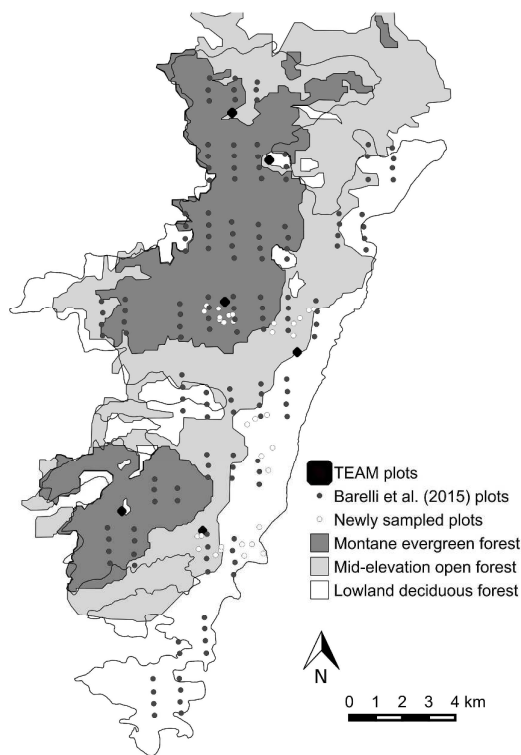 TEAM plots
Barelli et al. (2015) plots
Newly sampled plots
Montane evergreen forest
Mid-elevation open forest
Lowland deciduous forest
N
0 1 2 3 4 km